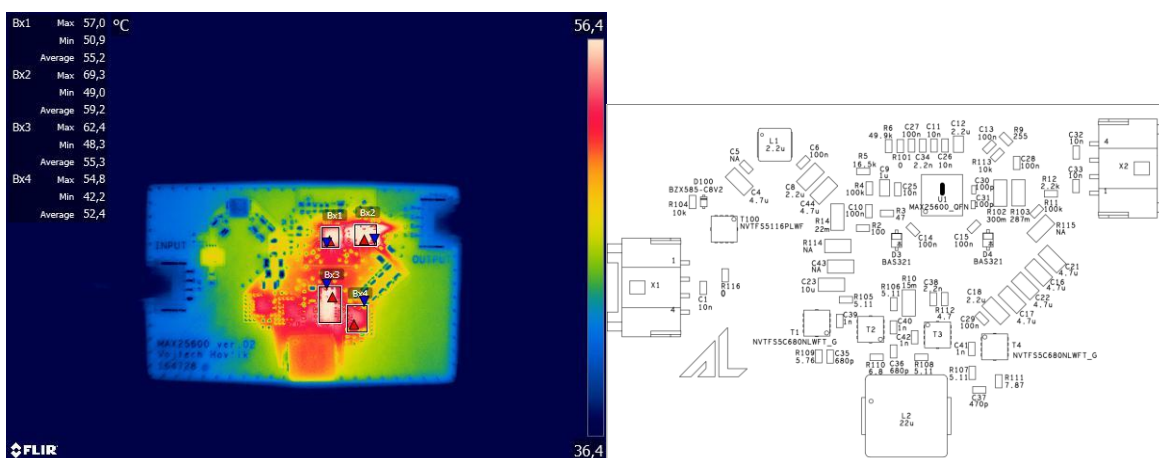 Bx1 Max 57,0 °C
Min 50,9
Average 55,2
Bx2 Max 69,3
Min 49,0
Average 59,2
Bx3 Max 62,4
Min 48,3
Average 55,3
Bx4 Max 54,8
Min 42,2
Average 52,4
56,4
36,4
Bx1
Bx2
Bx3
Bx4
INPUT
OUTPUT
MAX25600 ver.02
FLIR
L1
2.2u
C5
NA
C4
4.7u
C6
100n
C8
2.2u
C44
4.7u
D100
BZX585-C8V2
R104
10k
T100
NVTFS5116PLWF
R6
49.9k
C27
100n
R101
0
C11
10n
C34
2.2n
C12
2.2u
C26
10n
C13
100n
R9
255
R113
10k
C28
100n
C32
10n
C33
10n
X2
4
1
R5
16.5k
R4
100k
C9
1u
C25
10n
U1
MAX25600_QFN
C30
100p
C31
100p
R102
300m
R103
287m
R12
2.2k
R11
100k
R115
NA
C10
100n
R3
47
R2
100
R14
22m
C14
100n
C15
100n
D3
BAS321
D4
BAS321
R114
NA
C43
NA
C23
10u
X1
1
4
C1
10n
R116
0
R105
5.11
R106
5.11
R10
15m
C38
2.2n
R112
4.7
C18
2.2u
C29
100n
C21
4.7u
C16
4.7u
C22
4.7u
C17
4.7u
T1
NVTFS5C680NLWFT_G
C39
1n
T2
C40
1n
C42
1n
T3
C41
1n
T4
NVTFS5C680NLWFT_G
R109
5.76
C35
680p
R110
6.8
C36
680p
R108
5.11
R107
5.11
R111
7.87
C37
470p
L2
22u
AL